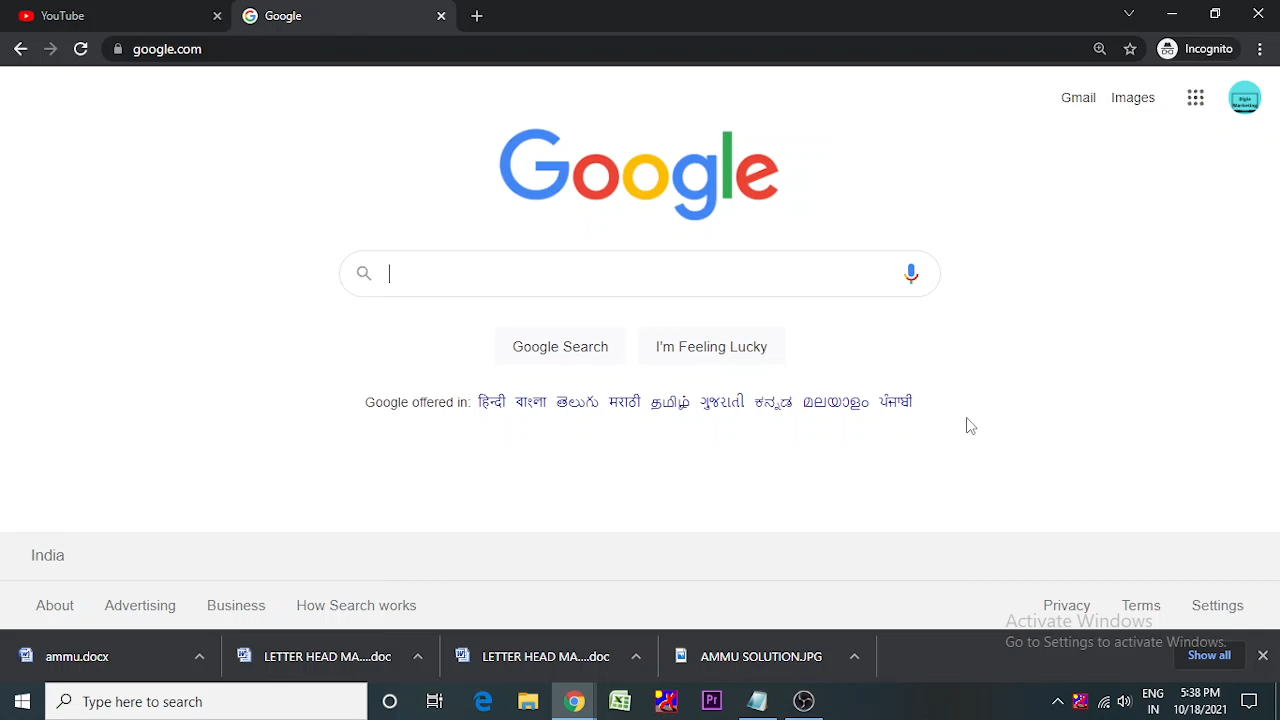 YouTube
Google
google.com
Incognito
Gmail Images
Google
Google Search
I'm Feeling Lucky
Google offered in: हिन्दी বাংলা తెలుగు मराठी தமிழ் ગુજરાતી ಕನ್ನಡ മലയാളം ਪੰਜਾਬੀ
India
About Advertising Business How Search works
Privacy Terms Settings
Activate Windows
Go to Settings to activate Windows.
ammu.docx
LETTER HEAD MA....doc
LETTER HEAD MA....doc
AMMU SOLUTION.JPG
Show all
Type here to search
Pr
ENG
IN
5:38 PM
10/18/2021